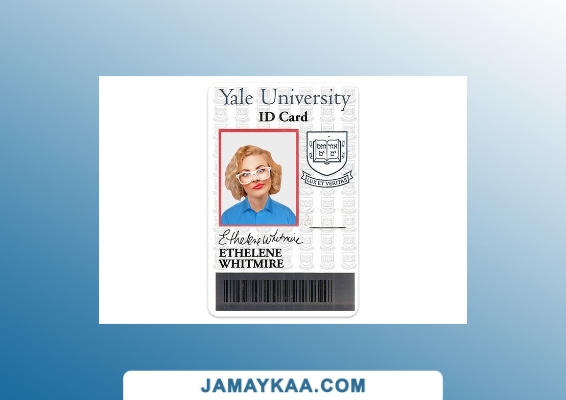 Yale University
ID Card
LUX ET VERITAS
Ethelene Whitmire
ETHELENE
WHITMIRE
JAMAYKAA.COM